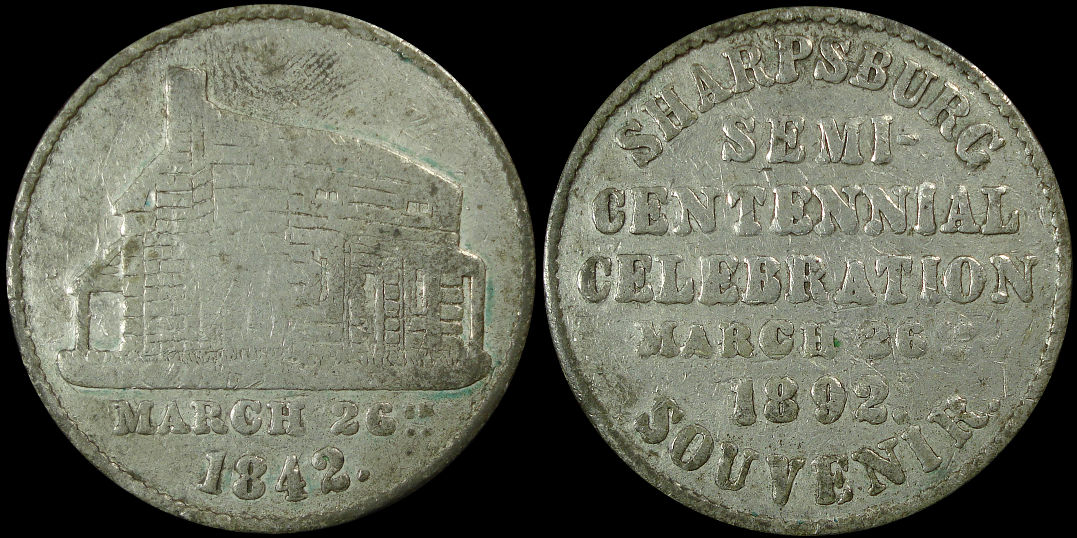 MARCH 26TH
1842.
SHARPSBURG
SEMI-
CENTENNIAL
CELEBRATION
MARCH 26
1892.
SOUVENIR.